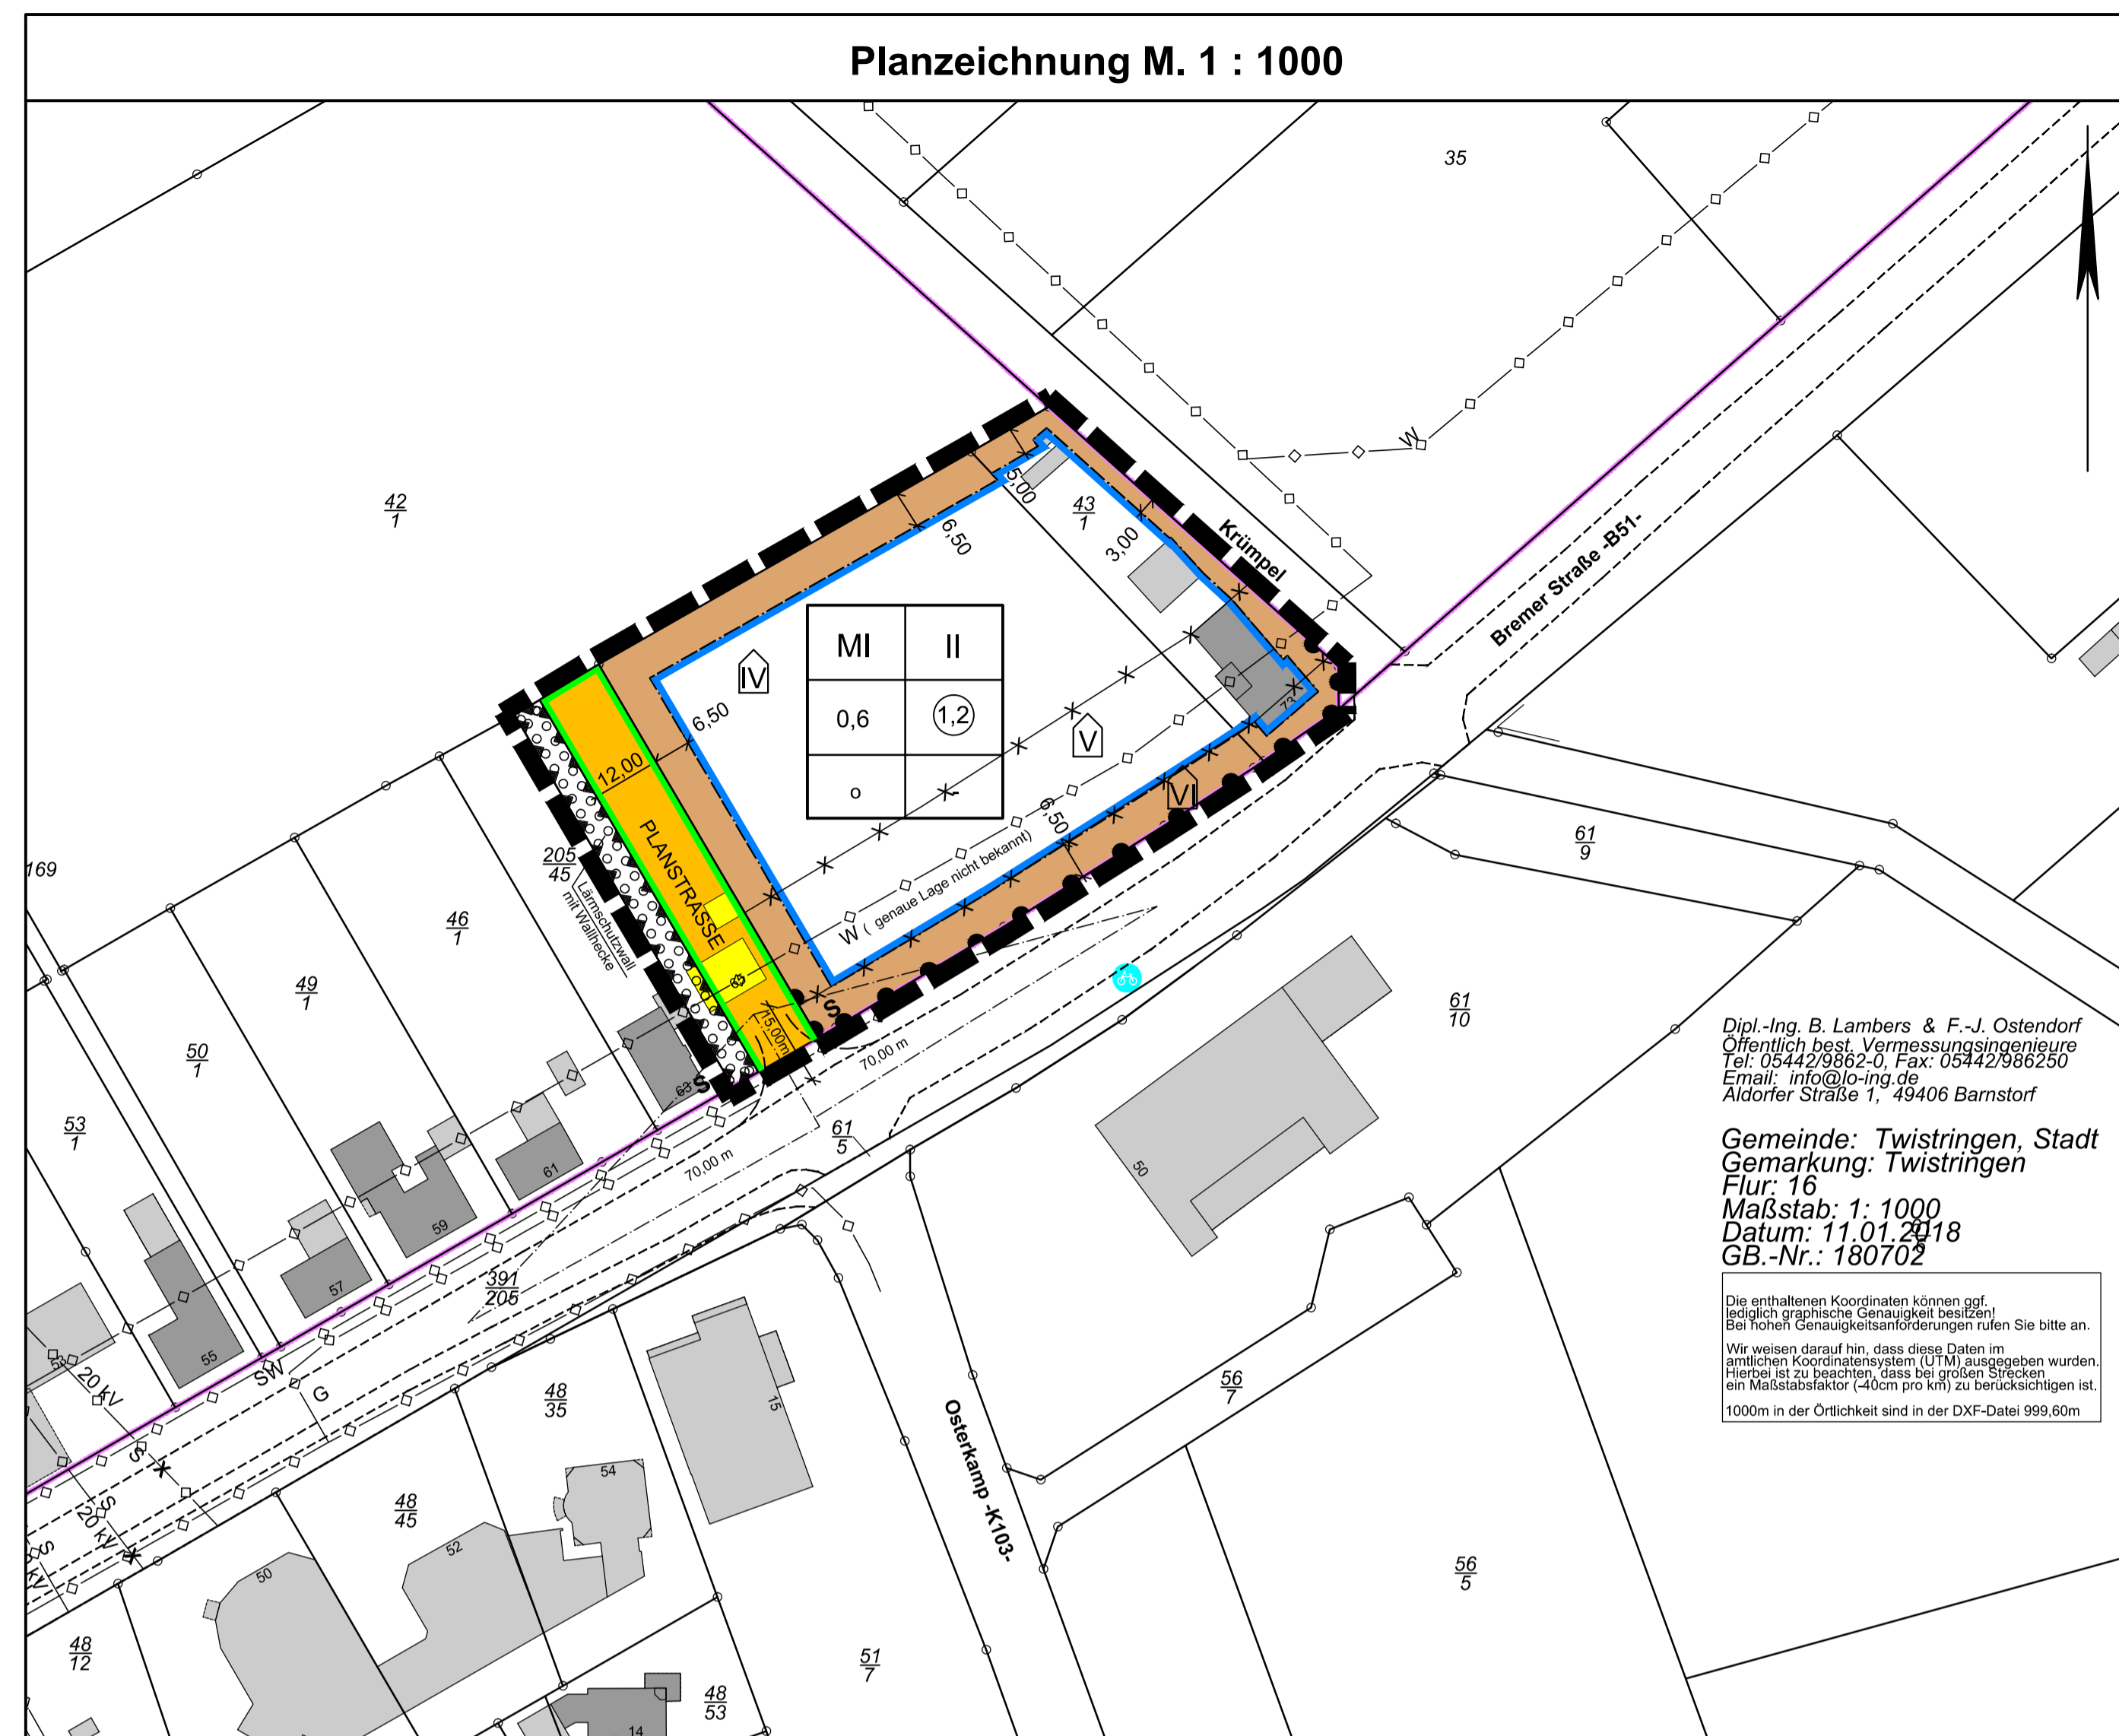 Planzeichnung M. 1 : 1000
35
42
1
43
1
5,00
6,50
3,00
Krümpel
W
Bremer Straße -B51-
MI II
IV
0,6 1,2
o
V
VI
6,50
12,00
6,50
73
PLANSTRASSE
W ( genaue Lage nicht bekannt)
205
45
Lärmschutzwall
mit Wallhecke
169
46
1
49
1
50
1
53
1
61
9
61
10
65
15,00m
S
S
63
70,00 m
70,00 m
61
5
61
59
57
55
53
50
391
205
SW
G
20 kV
S
S
20 kV
S
48
35
15
54
48
45
52
50
48
12
48
53
14
51
7
Osterkamp -K103-
56
7
56
5
Dipl.-Ing. B. Lambers & F.-J. Ostendorf
Öffentlich best. Vermessungsingenieure
Tel: 05442/9862-0, Fax: 05442/986250
Email: info@lo-ing.de
Aldorfer Straße 1, 49406 Barnstorf
Gemeinde: Twistringen, Stadt
Gemarkung: Twistringen
Flur: 16
Maßstab: 1: 1000
Datum: 11.01.2018
GB.-Nr.: 180702
Die enthaltenen Koordinaten können ggf.
lediglich graphische Genauigkeit besitzen!
Bei hohen Genauigkeitsanforderungen rufen Sie bitte an.
Wir weisen darauf hin, dass diese Daten im
amtlichen Koordinatensystem (UTM) ausgegeben wurden.
Hierbei ist zu beachten, dass bei großen Strecken
ein Maßstabsfaktor (-40cm pro km) zu berücksichtigen ist.
1000m in der Örtlichkeit sind in der DXF-Datei 999,60m